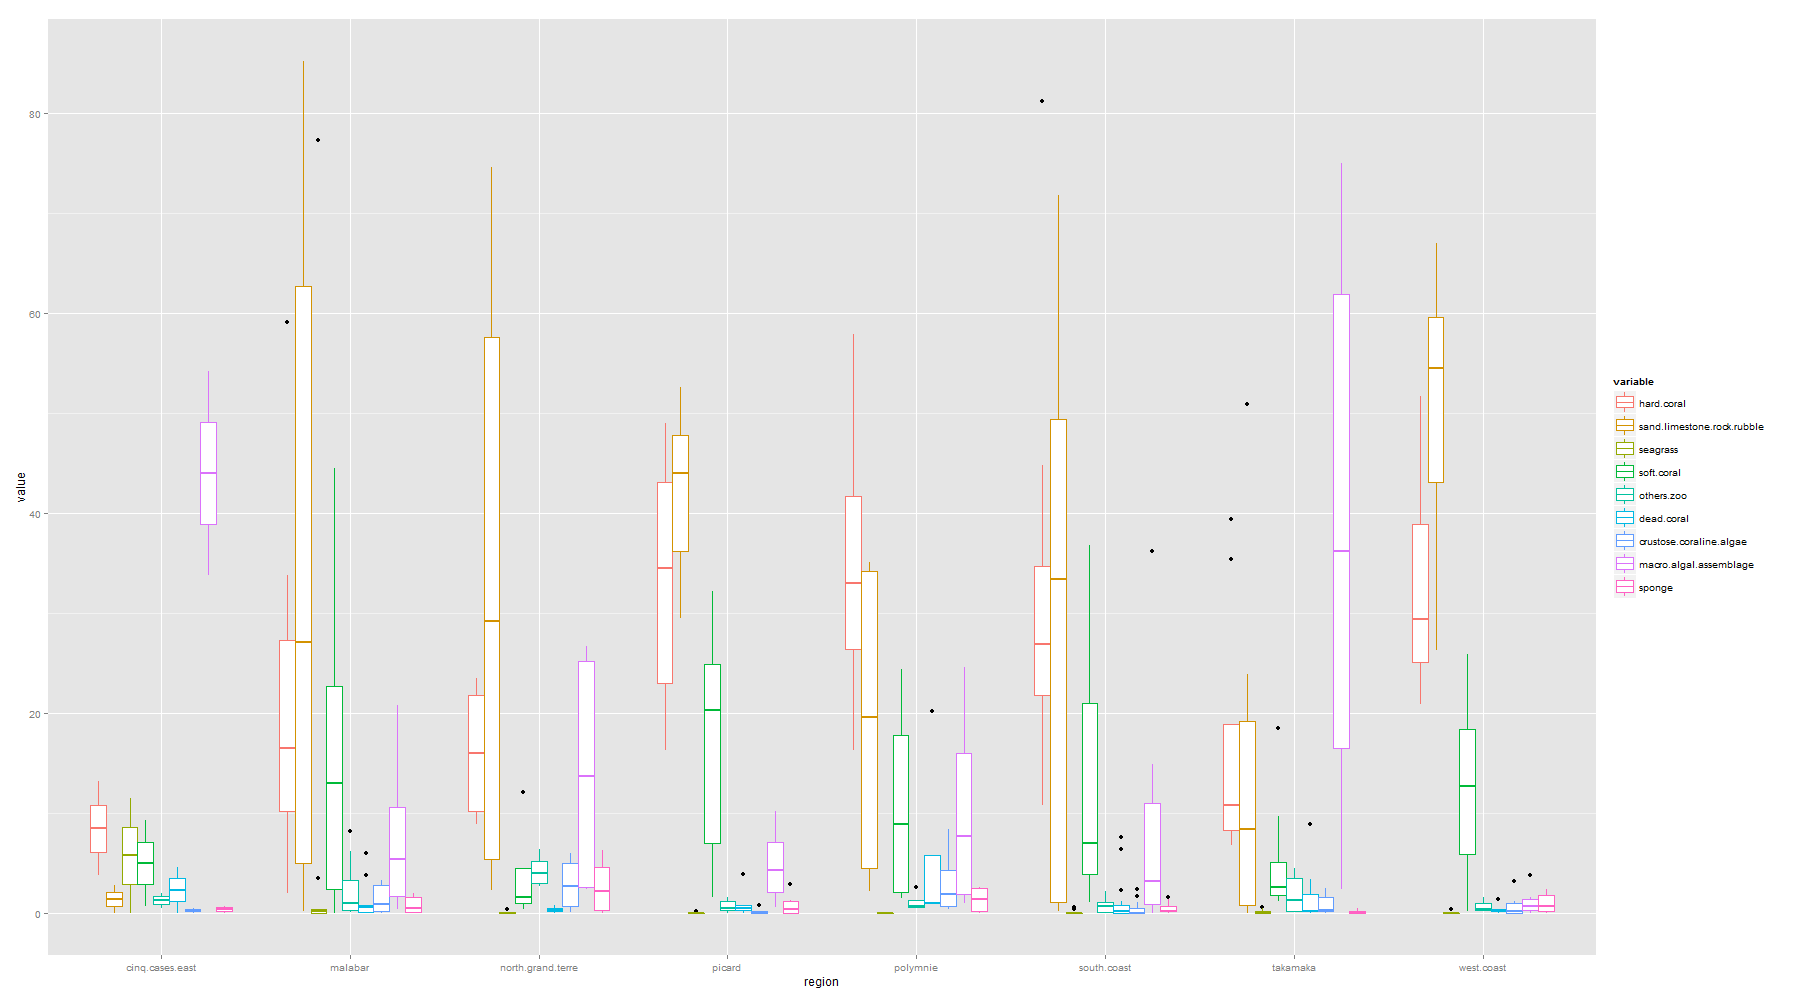 80
60
40
20
0
value
cinq.cases.east malabar north.grand.terre picard polymnie south.coast takamaka west.coast
region
variable
hard.coral
sand.limestone.rock.rubble
seagrass
soft.coral
others.zoo
dead.coral
crustose.coraline.algae
macro.algal.assemblage
sponge